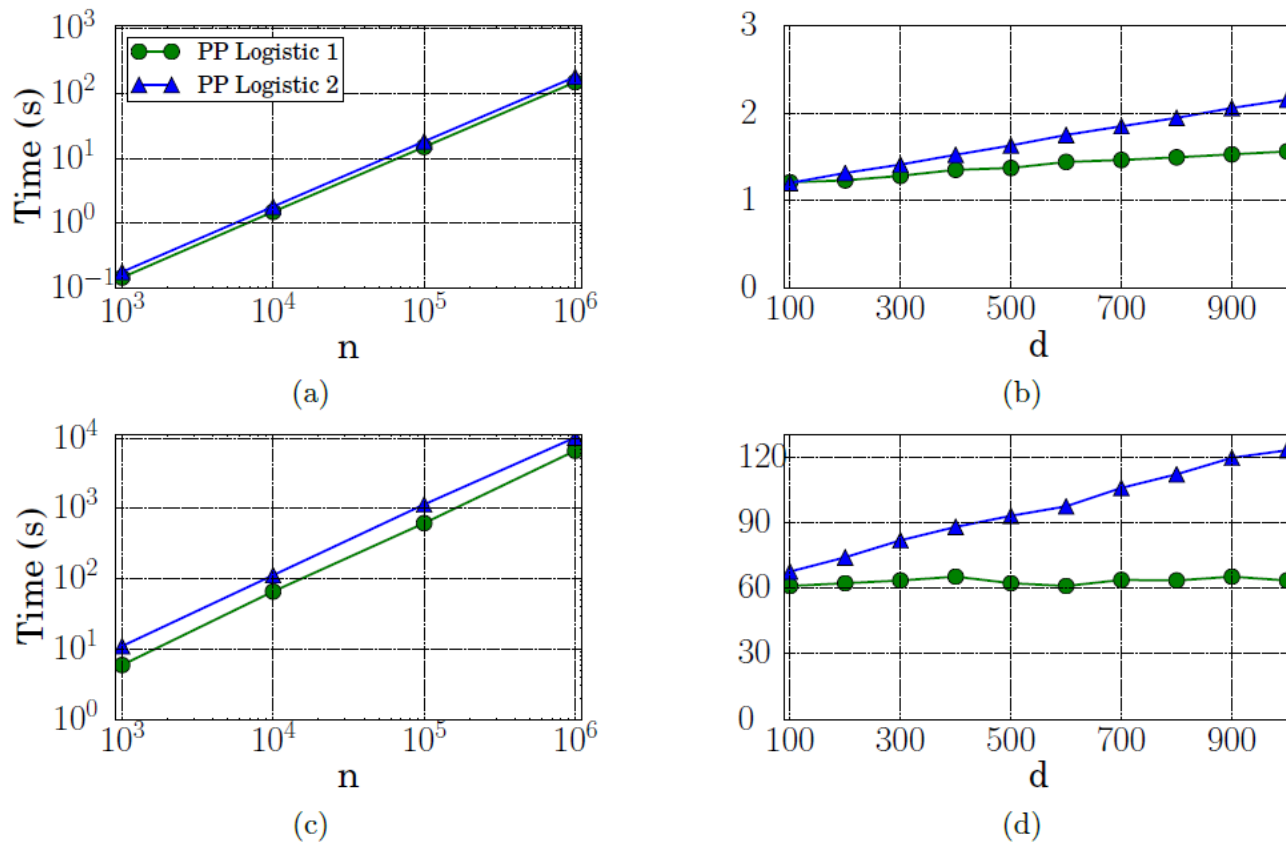 Time (s)
10^3
10^2
10^1
10^0
10^-1
PP Logistic 1
PP Logistic 2
10^3 10^4 10^5 10^6
n
(a)
3
2
1
0
100 300 500 700 900
d
(b)
Time (s)
10^4
10^3
10^2
10^1
10^0
10^3 10^4 10^5 10^6
n
(c)
120
90
60
30
0
100 300 500 700 900
d
(d)